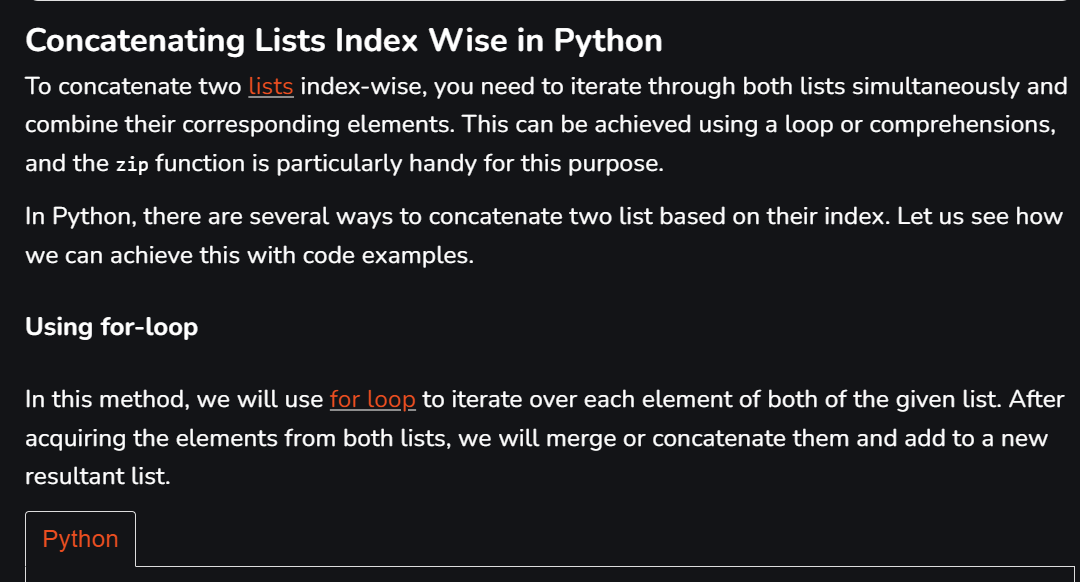 Concatenating Lists Index Wise in Python
To concatenate two lists index-wise, you need to iterate through both lists simultaneously and
combine their corresponding elements. This can be achieved using a loop or comprehensions,
and the zip function is particularly handy for this purpose.
In Python, there are several ways to concatenate two list based on their index. Let us see how
we can achieve this with code examples.
Using for-loop
In this method, we will use for loop to iterate over each element of both of the given list. After
acquiring the elements from both lists, we will merge or concatenate them and add to a new
resultant list.
Python